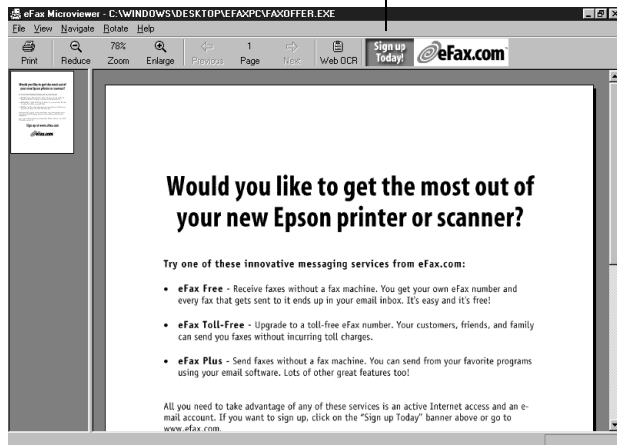 eFax Microviewer - C:\WINDOWS\DESKTOP\EFAXPC\FAXOFFER.EXE
File View Navigate Rotate Help
Print
Reduce
78%
Zoom
Enlarge
Previous
1
Page
Next
Web OCR
Sign up
Today!
eFax.com
Would you like to get the most out of
your new Epson printer or scanner?
Try one of these innovative messaging services from eFax.com:
• eFax Free - Receive faxes without a fax machine. You get your own eFax number and
every fax that gets sent to it ends up in your email inbox. It's easy and it's free!
• eFax Toll-Free - Upgrade to a toll-free eFax number. Your customers, friends, and family
can send you faxes without incurring toll charges.
• eFax Plus - Send faxes without a fax machine. You can send from your favorite programs
using your email software. Lots of other great features too!
All you need to take advantage of any of these services is an active Internet access and an e-
mail account. If you want to sign up, click on the “Sign up Today” banner above or go to
www.efax.com.